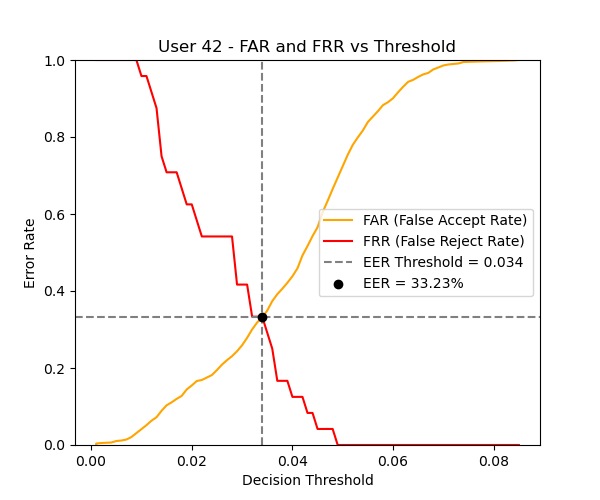 User 42 - FAR and FRR vs Threshold
1.0
0.8
0.6
0.4
0.2
0.0
Error Rate
FAR (False Accept Rate)
FRR (False Reject Rate)
EER Threshold = 0.034
EER = 33.23%
0.00 0.02 0.04 0.06 0.08
Decision Threshold